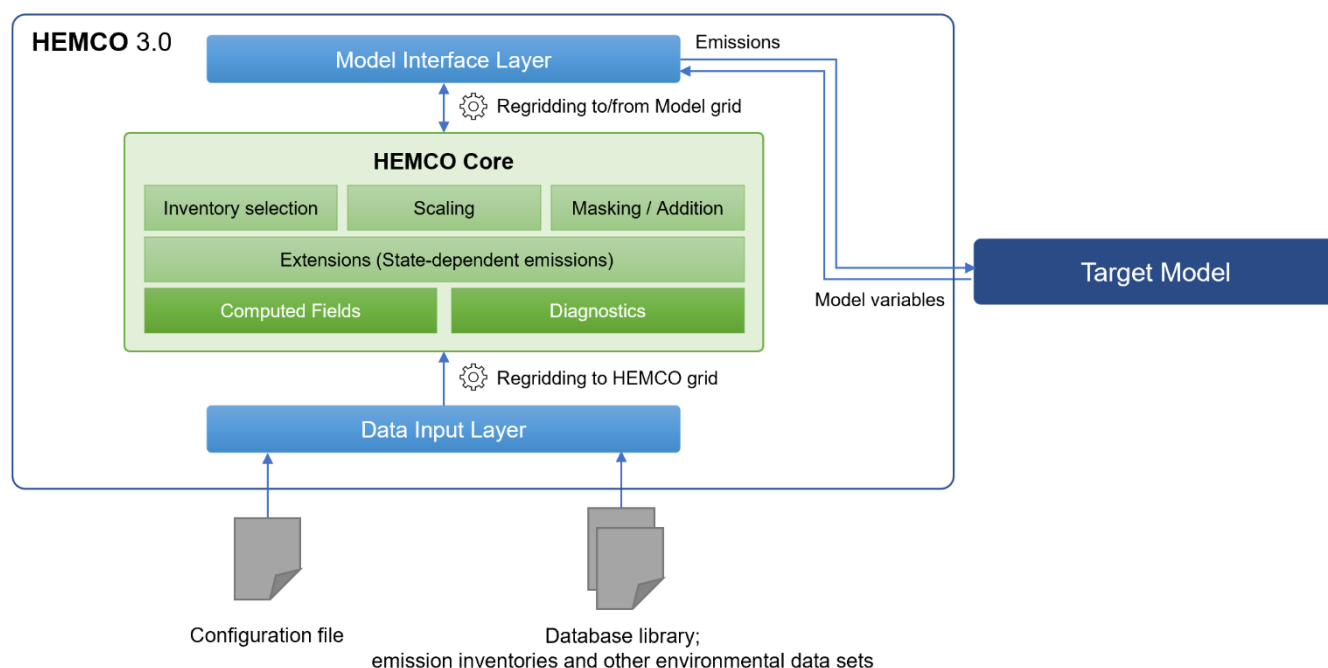 HEMCO 3.0
Model Interface Layer
Emissions
Regridding to/from Model grid
HEMCO Core
Inventory selection
Scaling
Masking / Addition
Extensions (State-dependent emissions)
Computed Fields
Diagnostics
Target Model
Model variables
Regridding to HEMCO grid
Data Input Layer
Configuration file
Database library;
emission inventories and other environmental data sets